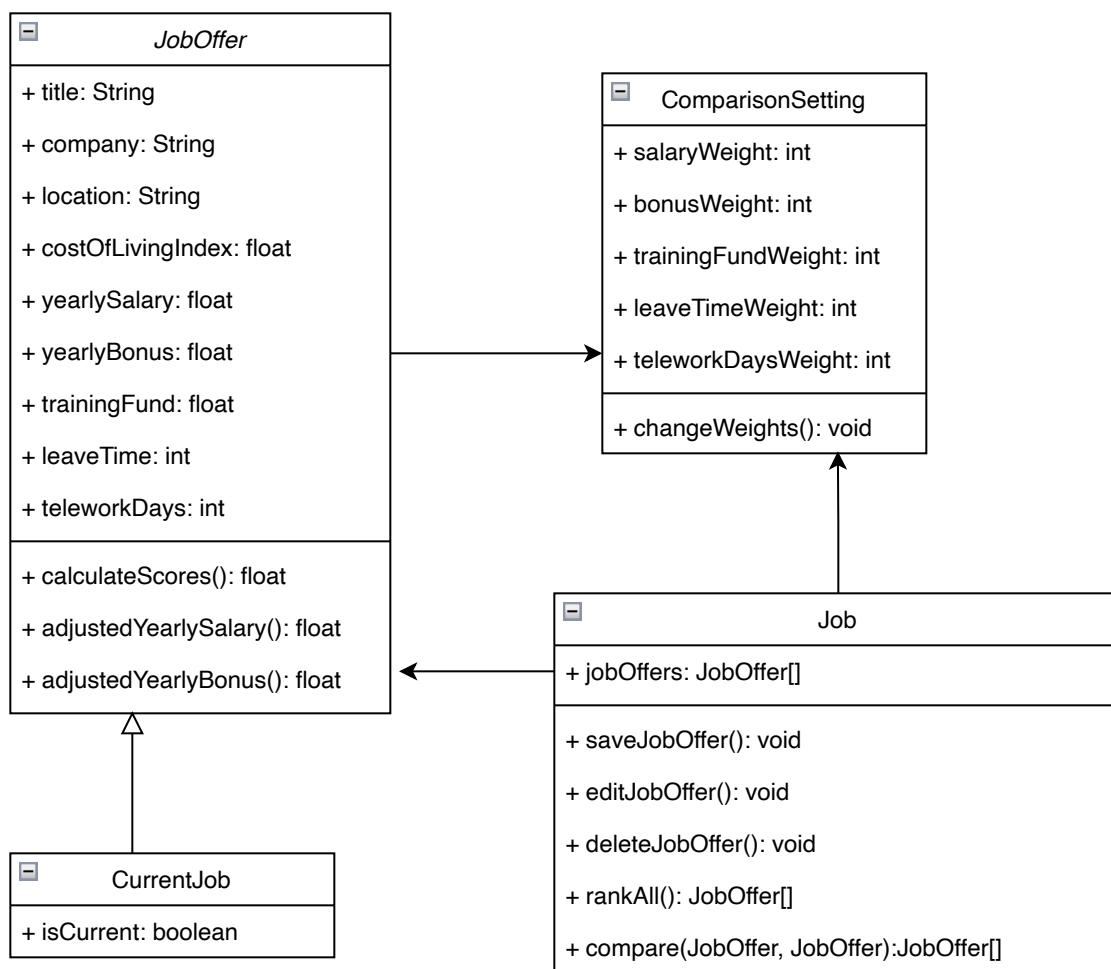 JobOffer
+ title: String
+ company: String
+ location: String
+ costOfLivingIndex: float
+ yearlySalary: float
+ yearlyBonus: float
+ trainingFund: float
+ leaveTime: int
+ teleworkDays: int
+ calculateScores(): float
+ adjustedYearlySalary(): float
+ adjustedYearlyBonus(): float
ComparisonSetting
+ salaryWeight: int
+ bonusWeight: int
+ trainingFundWeight: int
+ leaveTimeWeight: int
+ teleworkDaysWeight: int
+ changeWeights(): void
Job
+ jobOffers: JobOffer[]
+ saveJobOffer(): void
+ editJobOffer(): void
+ deleteJobOffer(): void
+ rankAll(): JobOffer[]
+ compare(JobOffer, JobOffer):JobOffer[]
CurrentJob
+ isCurrent: boolean